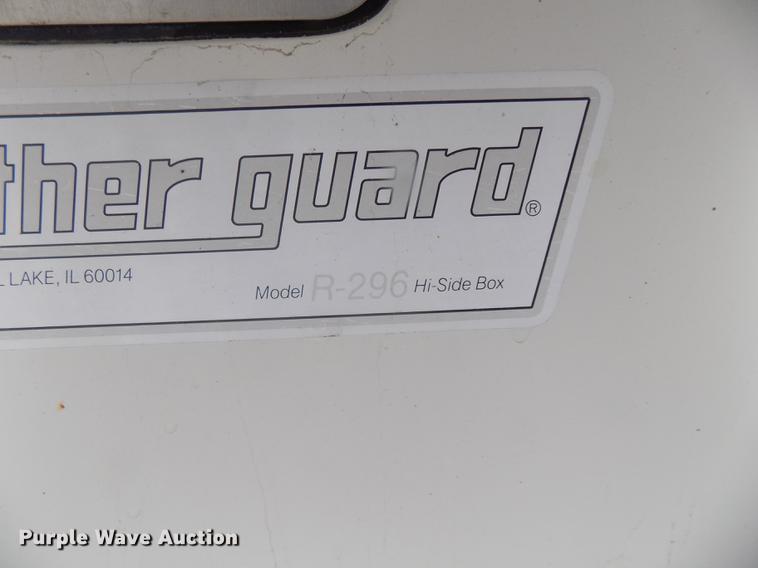 ther guard®
L LAKE, IL 60014
Model R-296 Hi-Side Box
Purple Wave Auction